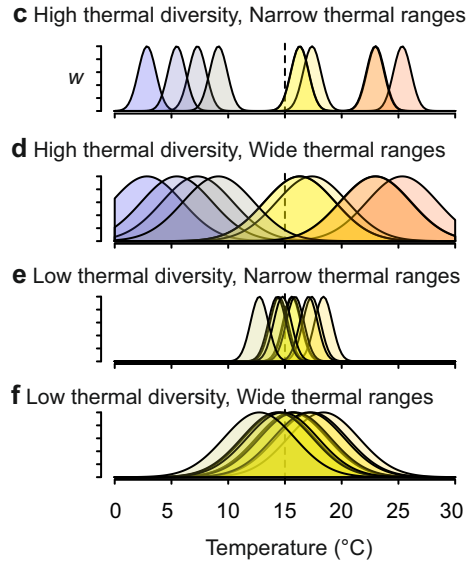 c High thermal diversity, Narrow thermal ranges
w
d High thermal diversity, Wide thermal ranges
e Low thermal diversity, Narrow thermal ranges
f Low thermal diversity, Wide thermal ranges
0 5 10 15 20 25 30
Temperature (°C)